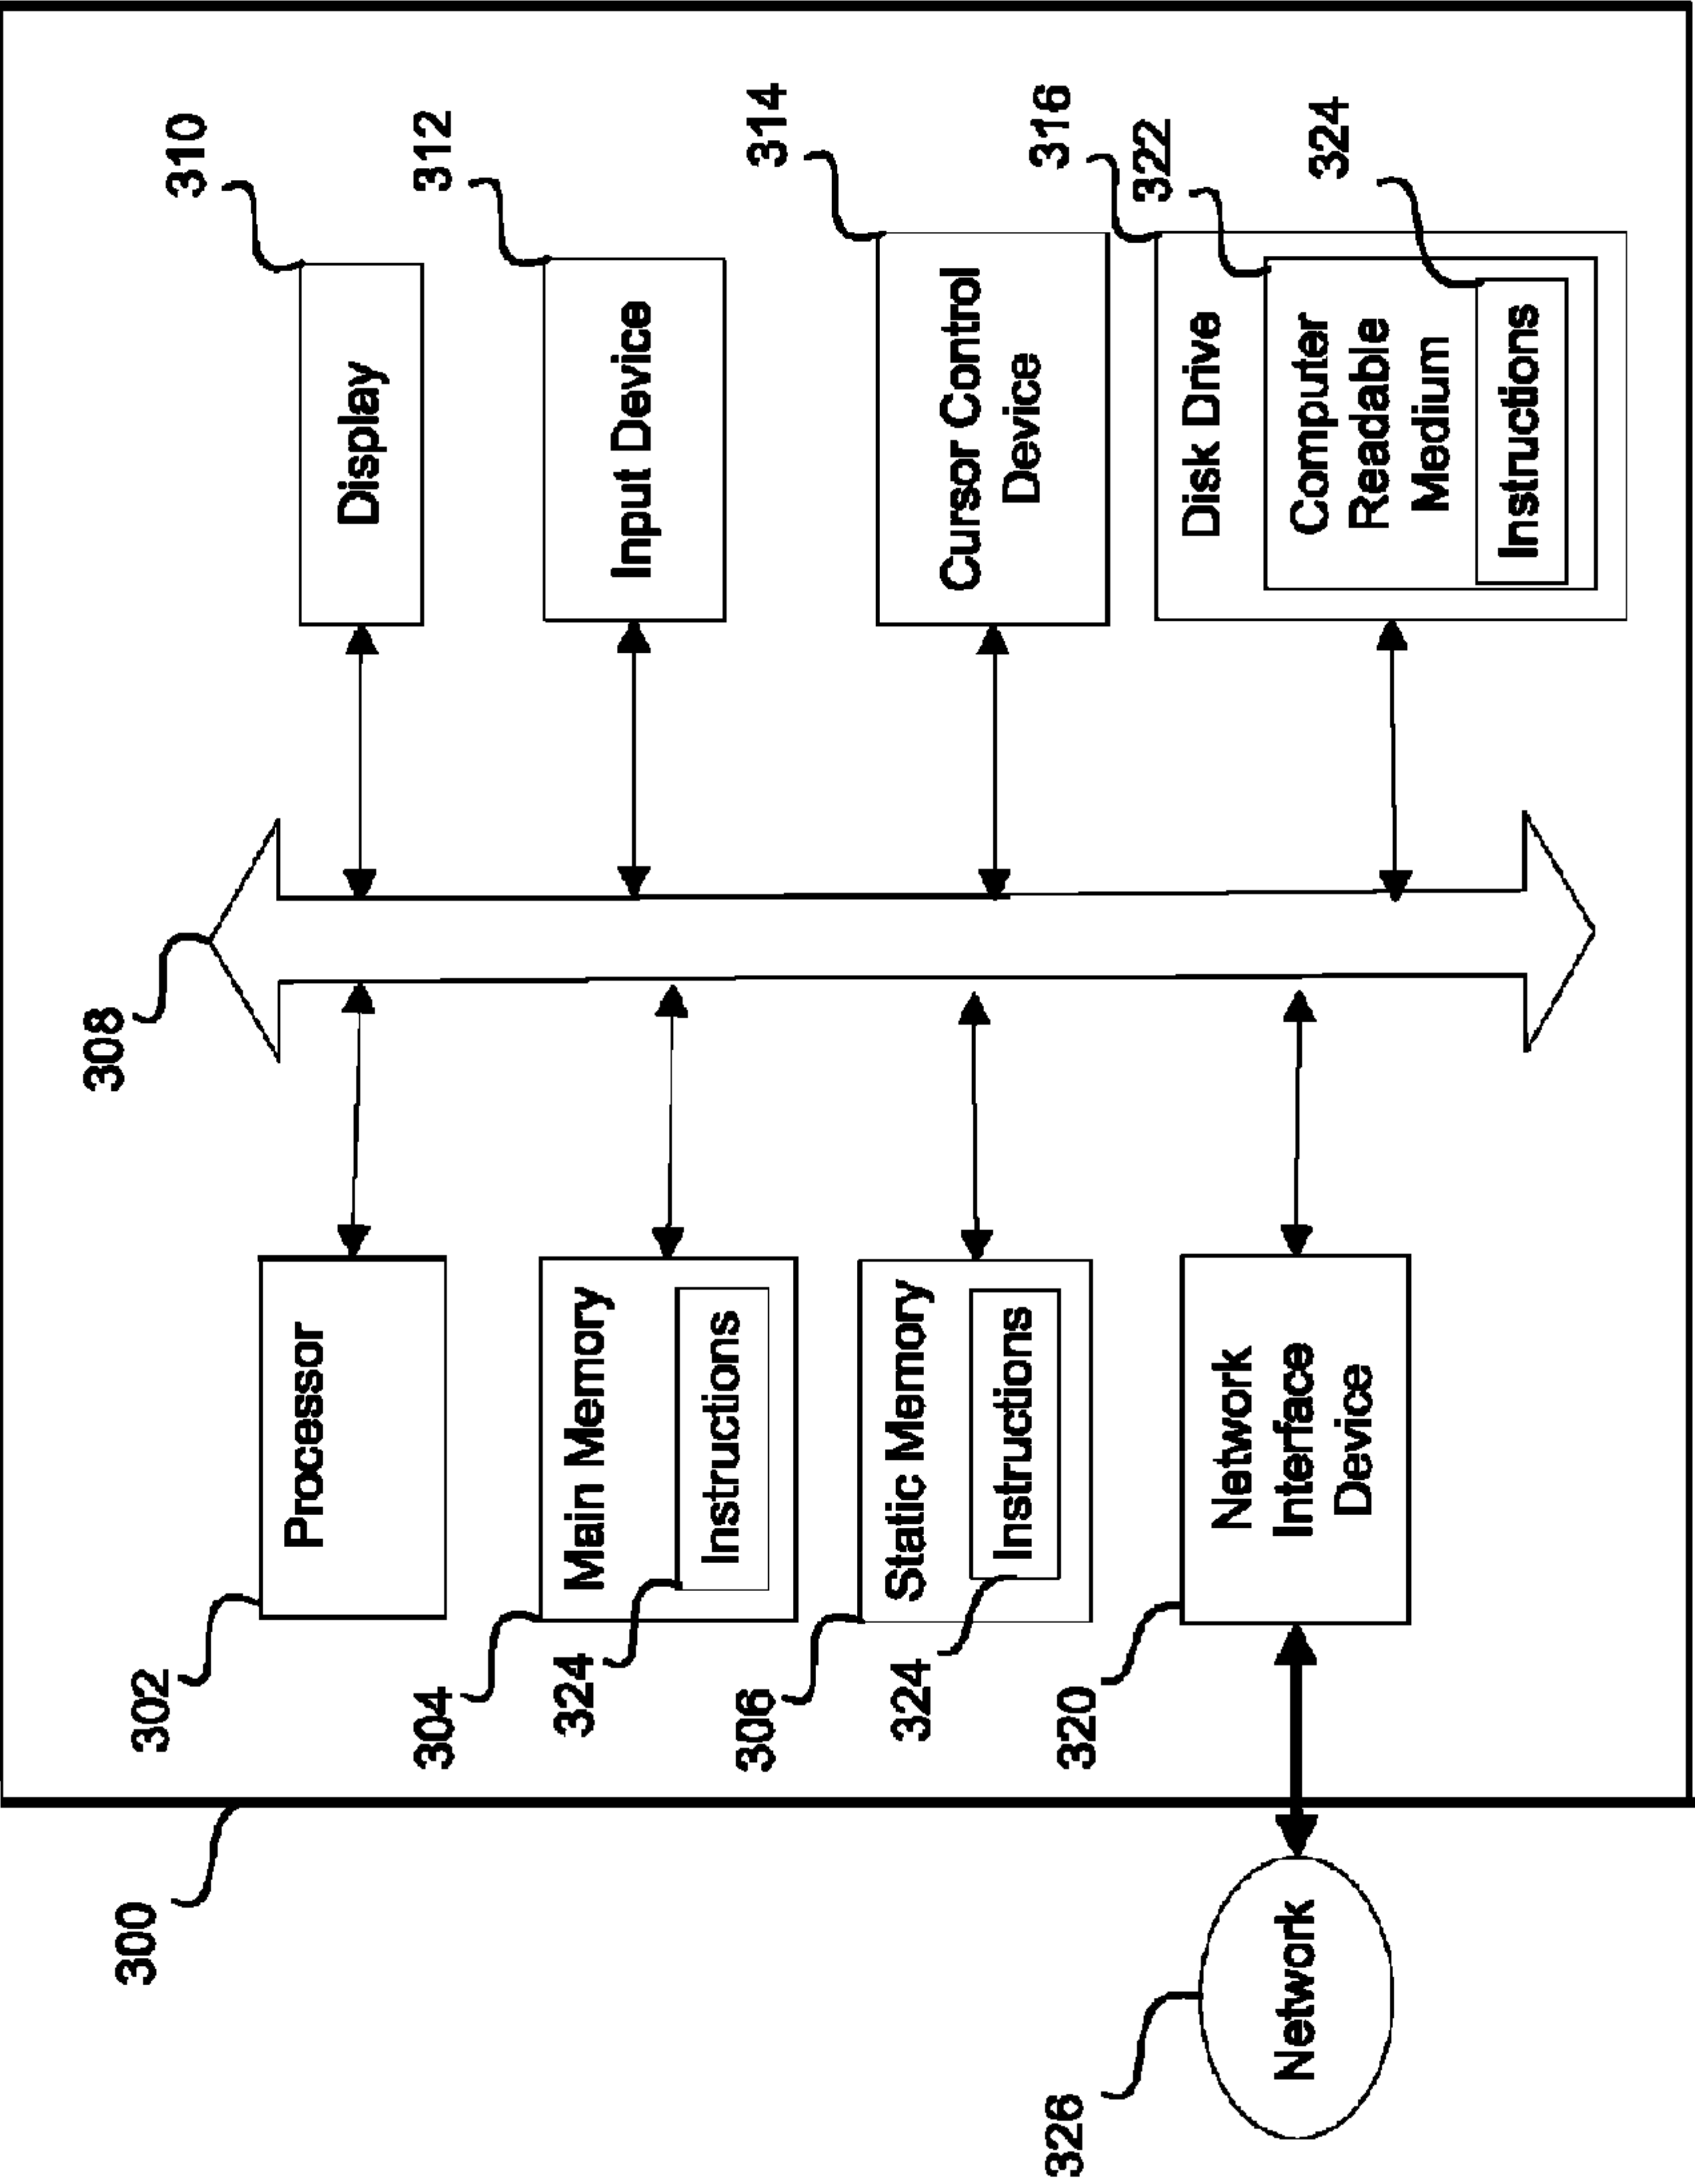 300
308
302
Processor
310
Display
304
Main Memory
324
Instructions
312
Input Device
306
Static Memory
324
Instructions
314
Cursor Control
Device
320
Network
Interface
Device
316
Disk Drive
322
Computer
Readable
Medium
324
Instructions
326
Network